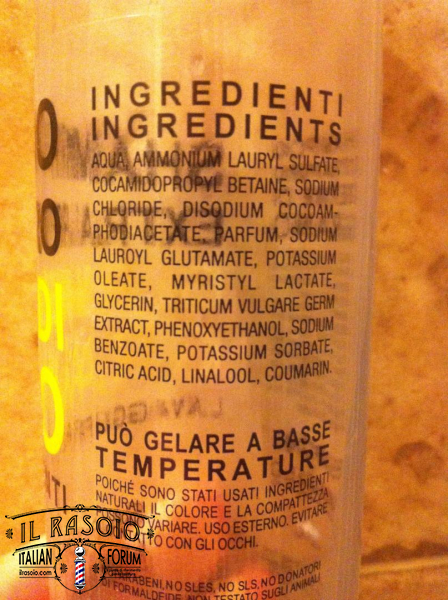 INGREDIENTI
INGREDIENTS
AQUA, AMMONIUM LAURYL SULFATE,
COCAMIDOPROPYL BETAINE, SODIUM
CHLORIDE, DISODIUM COCOAM-
PHODIACETATE, PARFUM, SODIUM
LAUROYL GLUTAMATE, POTASSIUM
OLEATE, MYRISTYL LACTATE,
GLYCERIN, TRITICUM VULGARE GERM
EXTRACT, PHENOXYETHANOL, SODIUM
BENZOATE, POTASSIUM SORBATE,
CITRIC ACID, LINALOOL, COUMARIN.
PUÒ GELARE A BASSE
TEMPERATURE
POICHÉ SONO STATI USATI INGREDIENTI
NATURALI IL COLORE E LA COMPATTEZZA
VARIARE. USO ESTERNO. EVITARE
CON GLI OCCHI.
NO SLES, NO SLS, NO DONATORI
DI FORMALDEIDE. NON TESTATO SUGLI ANIMALI
IL RASOIO
ITALIAN FORUM
ilrasoio.com